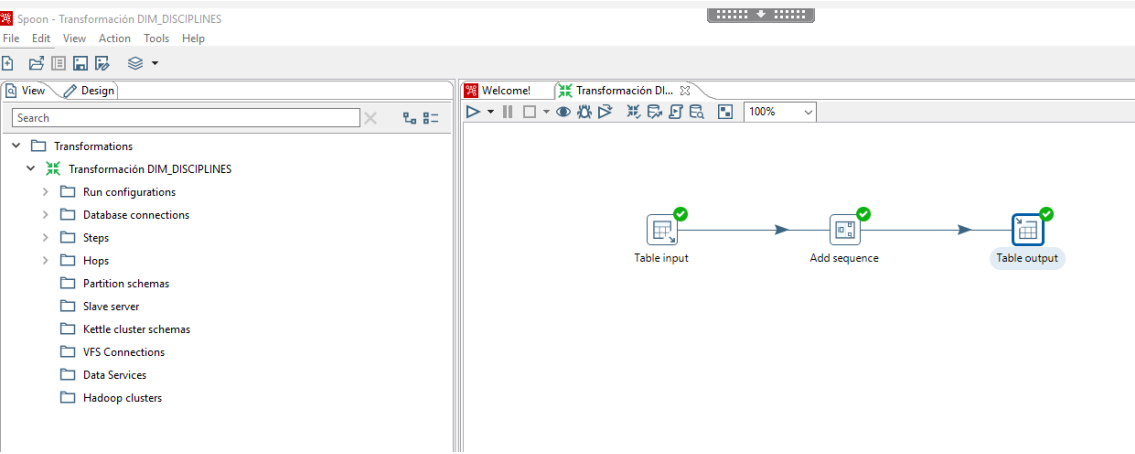 Spoon - Transformación DIM_DISCIPLINES
File Edit View Action Tools Help
View Design
Search
Transformations
Transformación DIM_DISCIPLINES
Run configurations
Database connections
Steps
Hops
Partition schemas
Slave server
Kettle cluster schemas
VFS Connections
Data Services
Hadoop clusters
Welcome! Transformación DI...
100%
Table input Add sequence Table output